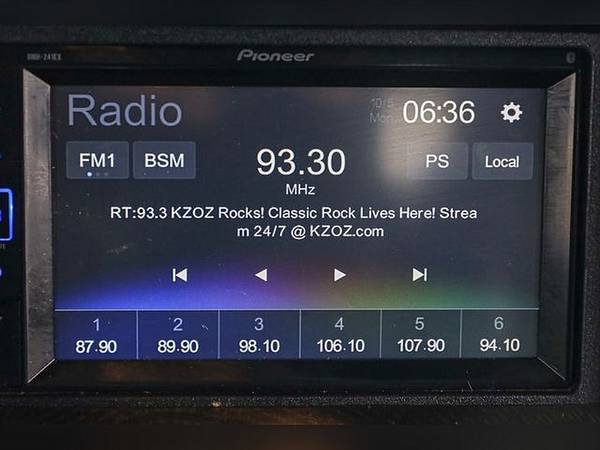 DMH-241EX Pioneer
Radio 10/5 06:36
Mon
FM1 BSM 93.30 PS Local
MHz
RT:93.3 KZOZ Rocks! Classic Rock Lives Here! Strea
m 24/7 @ KZOZ.com
1 2 3 4 5 6
87.90 89.90 98.10 106.10 107.90 94.10